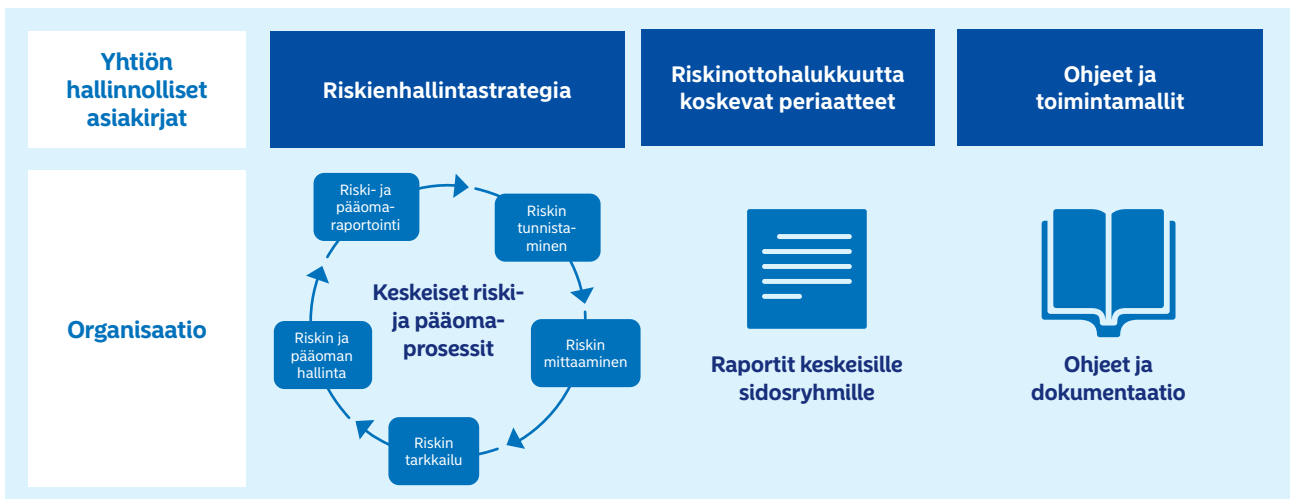 Yhtiön
hallinnolliset
asiakirjat
Riskienhallintastrategia
Riskinottohalukkuutta
koskevat periaatteet
Ohjeet ja
toimintamallit
Organisaatio
Riski- ja
pääoma-
raportointi
Riskin
tunnista-
minen
Riskin
mittaaminen
Riskin
tarkkailu
Riskin ja
pääoman
hallinta
Keskeiset riski-
ja pääoma-
prosessit
Raportit keskeisille
sidosryhmille
Ohjeet ja
dokumentaatio